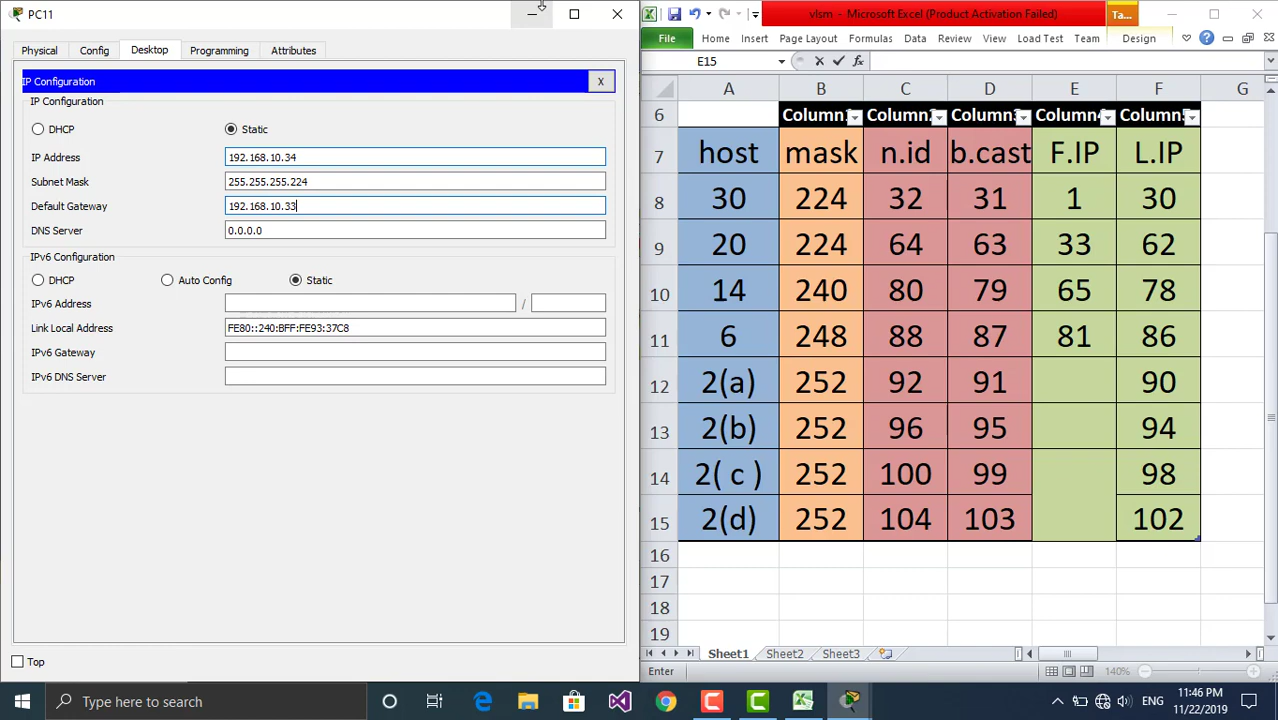 PC11
Physical Config Desktop Programming Attributes
IP Configuration X
IP Configuration
DHCP Static
IP Address 192.168.10.34
Subnet Mask 255.255.255.224
Default Gateway 192.168.10.33
DNS Server 0.0.0.0
IPv6 Configuration
DHCP Auto Config Static
IPv6 Address /
Link Local Address FE80::240:BFF:FE93:37C8
IPv6 Gateway
IPv6 DNS Server
Top
vlsm - Microsoft Excel (Product Activation Failed) Ta...
File Home Insert Page Layout Formulas Data Review View Load Test Team Design
E15 fx
A B C D E F G
6 Column Column Column Column Column
7 host mask n.id b.cast F.IP L.IP
8 30 224 32 31 1 30
9 20 224 64 63 33 62
10 14 240 80 79 65 78
11 6 248 88 87 81 86
12 2(a) 252 92 91 90
13 2(b) 252 96 95 94
14 2( c ) 252 100 99 98
15 2(d) 252 104 103 102
16
17
18
19
Sheet1 Sheet2 Sheet3
Enter 140%
Type here to search ENG 11:46 PM
11/22/2019